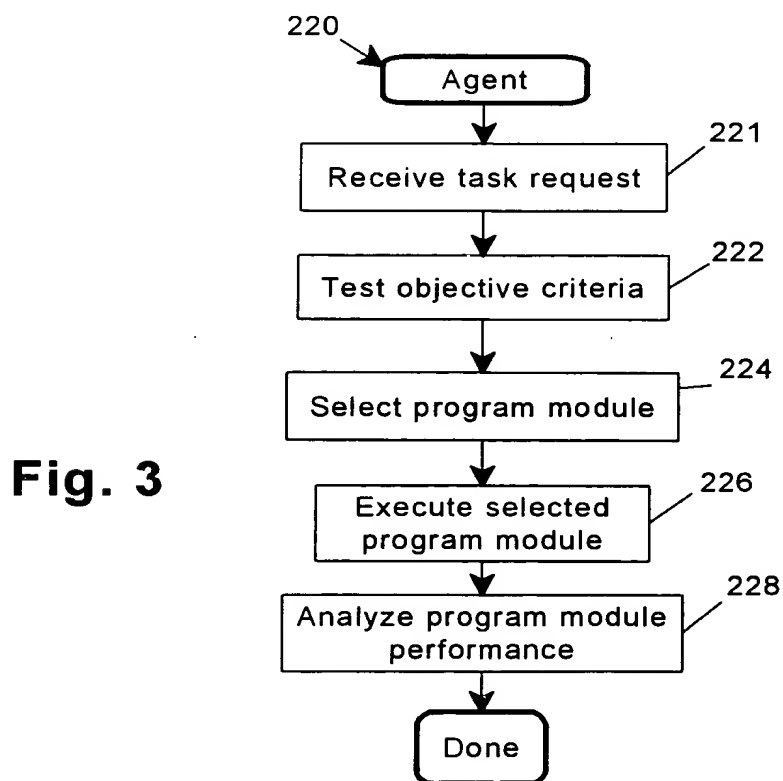 220
Agent
221
Receive task request
222
Test objective criteria
224
Select program module
Fig. 3
226
Execute selected
program module
228
Analyze program module
performance
Done